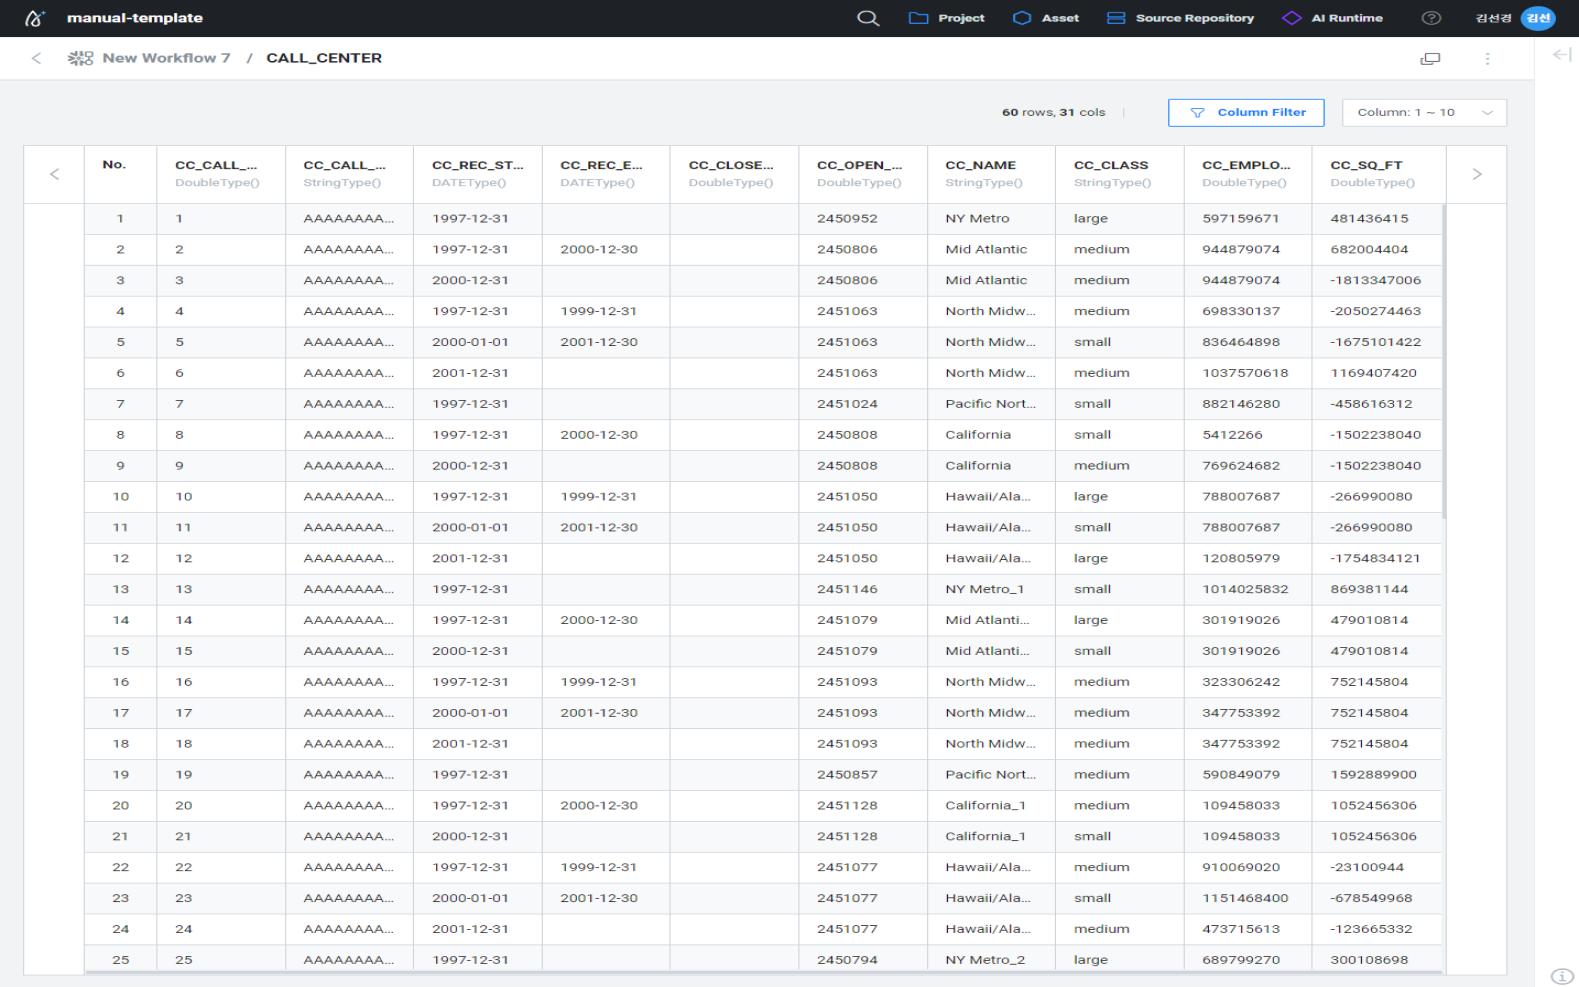 manual-template Project Asset Source Repository AI Runtime 김선경 김선
New Workflow 7 / CALL_CENTER
60 rows, 31 cols Column Filter Column: 1 ~ 10
No. CC_CALL_... CC_CALL_... CC_REC_ST... CC_REC_E... CC_CLOSE... CC_OPEN_... CC_NAME CC_CLASS CC_EMPLO... CC_SQ_FT
DoubleType() StringType() DATEType() DATEType() DoubleType() DoubleType() StringType() StringType() DoubleType() DoubleType()
1 1 AAAAAAAA... 1997-12-31 2450952 NY Metro large 597159671 481436415
2 2 AAAAAAAA... 1997-12-31 2000-12-30 2450806 Mid Atlantic medium 944879074 682004404
3 3 AAAAAAAA... 2000-12-31 2450806 Mid Atlantic medium 944879074 -1813347006
4 4 AAAAAAAA... 1997-12-31 1999-12-31 2451063 North Midw... medium 698330137 -2050274463
5 5 AAAAAAAA... 2000-01-01 2001-12-30 2451063 North Midw... small 836464898 -1675101422
6 6 AAAAAAAA... 2001-12-31 2451063 North Midw... medium 1037570618 1169407420
7 7 AAAAAAAA... 1997-12-31 2451024 Pacific Nort... small 882146280 -458616312
8 8 AAAAAAAA... 1997-12-31 2000-12-30 2450808 California small 5412266 -1502238040
9 9 AAAAAAAA... 2000-12-31 2450808 California medium 769624682 -1502238040
10 10 AAAAAAAA... 1997-12-31 1999-12-31 2451050 Hawaii/Ala... large 788007687 -266990080
11 11 AAAAAAAA... 2000-01-01 2001-12-30 2451050 Hawaii/Ala... small 788007687 -266990080
12 12 AAAAAAAA... 2001-12-31 2451050 Hawaii/Ala... large 120805979 -1754834121
13 13 AAAAAAAA... 1997-12-31 2451146 NY Metro_1 small 1014025832 869381144
14 14 AAAAAAAA... 1997-12-31 2000-12-30 2451079 Mid Atlanti... large 301919026 479010814
15 15 AAAAAAAA... 2000-12-31 2451079 Mid Atlanti... small 301919026 479010814
16 16 AAAAAAAA... 1997-12-31 1999-12-31 2451093 North Midw... medium 323306242 752145804
17 17 AAAAAAAA... 2000-01-01 2001-12-30 2451093 North Midw... medium 347753392 752145804
18 18 AAAAAAAA... 2001-12-31 2451093 North Midw... medium 347753392 752145804
19 19 AAAAAAAA... 1997-12-31 2450857 Pacific Nort... medium 590849079 1592889900
20 20 AAAAAAAA... 1997-12-31 2000-12-30 2451128 California_1 medium 109458033 1052456306
21 21 AAAAAAAA... 2000-12-31 2451128 California_1 small 109458033 1052456306
22 22 AAAAAAAA... 1997-12-31 1999-12-31 2451077 Hawaii/Ala... medium 910069020 -23100944
23 23 AAAAAAAA... 2000-01-01 2001-12-30 2451077 Hawaii/Ala... small 1151468400 -678549968
24 24 AAAAAAAA... 2001-12-31 2451077 Hawaii/Ala... medium 473715613 -123665332
25 25 AAAAAAAA... 1997-12-31 2450794 NY Metro_2 large 689799270 300108698